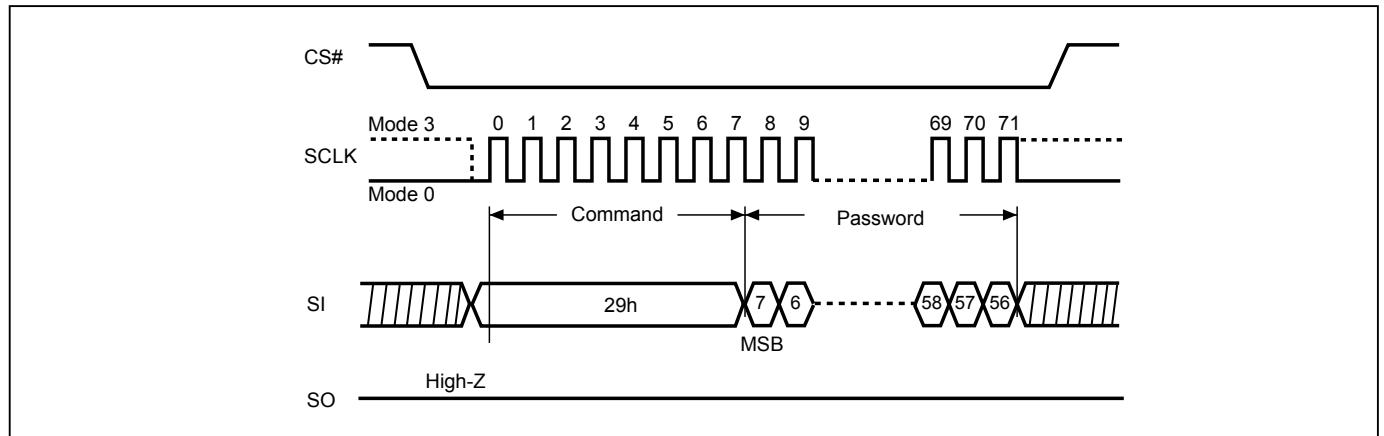 CS#
Mode 3
0 1 2 3 4 5 6 7 8 9 69 70 71
SCLK
Mode 0
Command Password
SI 29h 7 6 58 57 56
MSB
High-Z
SO